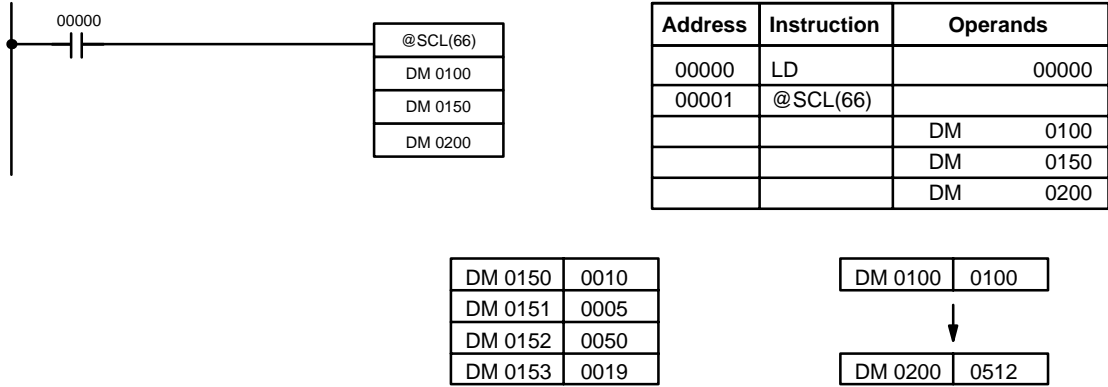 00000
@SCL(66)
DM 0100
DM 0150
DM 0200
Address Instruction Operands
00000 LD 00000
00001 @SCL(66)
DM 0100
DM 0150
DM 0200
DM 0150 0010
DM 0151 0005
DM 0152 0050
DM 0153 0019
DM 0100 0100
DM 0200 0512